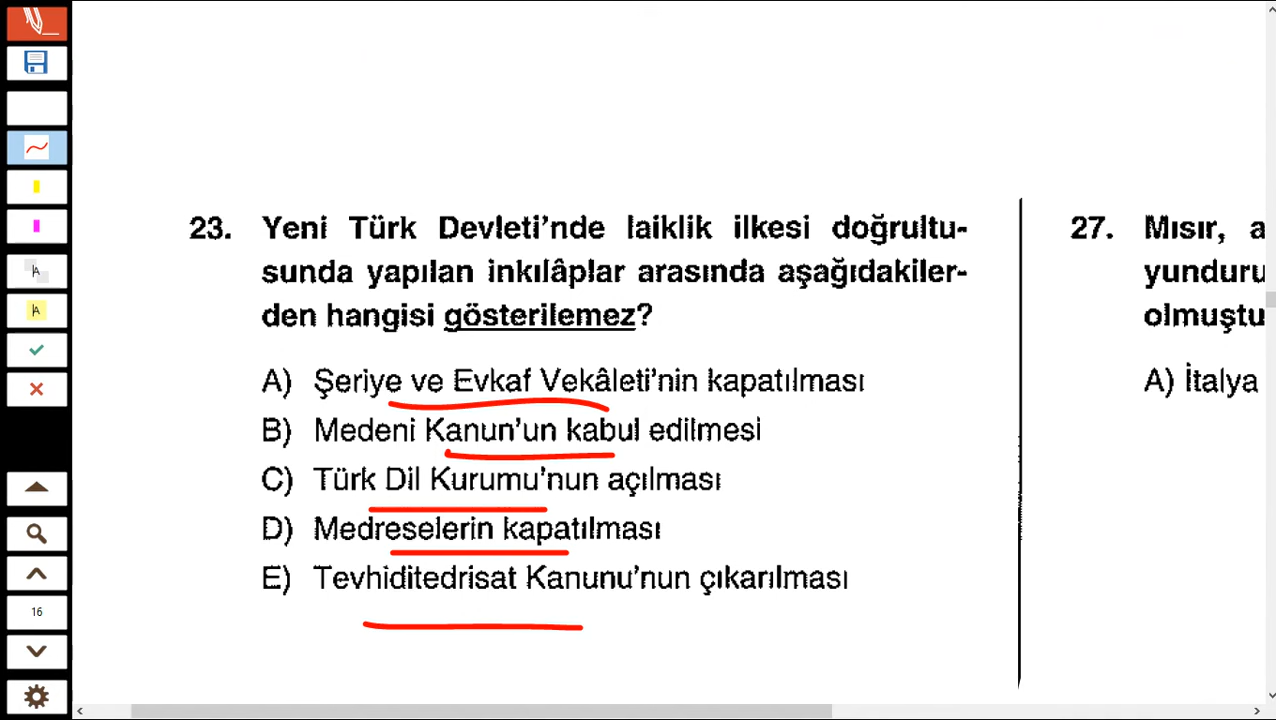 23. Yeni Türk Devleti'nde laiklik ilkesi doğrultu-
sunda yapılan inkılâplar arasında aşağıdakiler-
den hangisi gösterilemez?
A) Şeriye ve Evkaf Vekâleti'nin kapatılması
B) Medeni Kanun'un kabul edilmesi
C) Türk Dil Kurumu'nun açılması
D) Medreselerin kapatılması
E) Tevhiditedrisat Kanunu'nun çıkarılması
27. Mısır, a
yunduru
olmuştu
A) İtalya
A
A
16